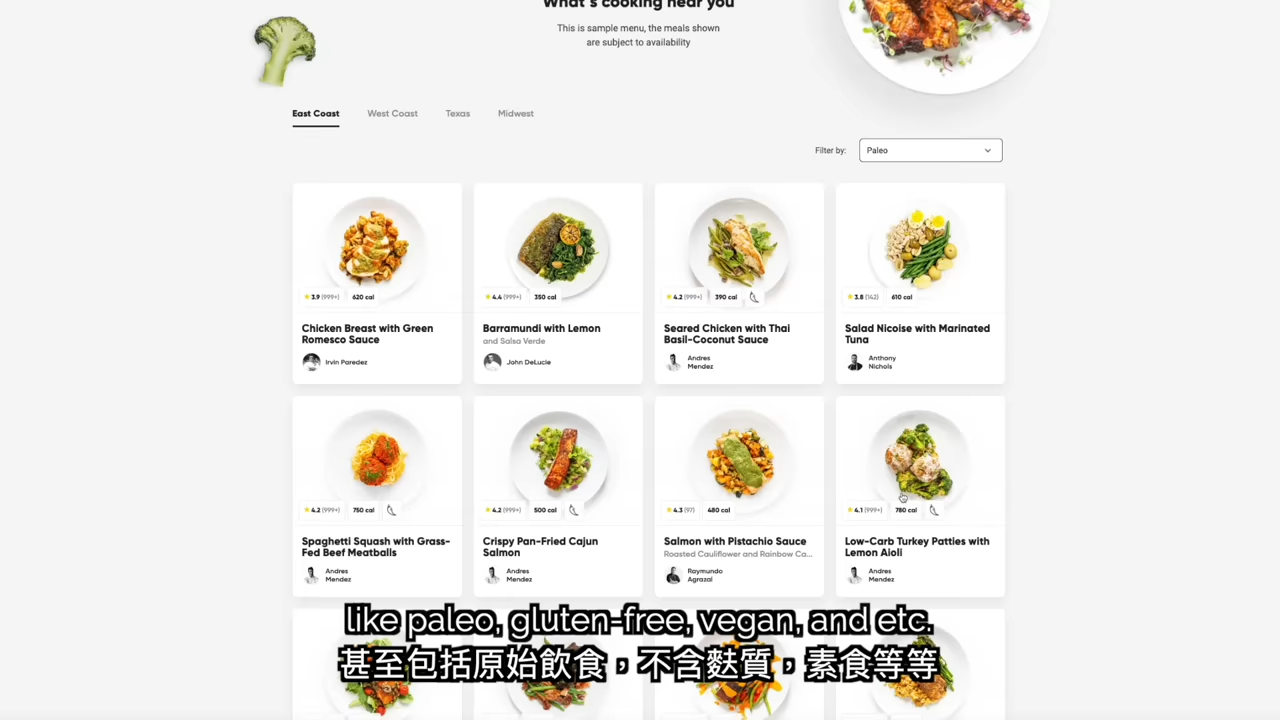 What's cooking near you
This is sample menu, the meals shown
are subject to availability
East Coast
West Coast
Texas
Midwest
Filter by:
Paleo
3.9 (999+)
620 cal
Chicken Breast with Green
Romesco Sauce
Irvin Paredez
4.4 (999+)
350 cal
Barramundi with Lemon
and Salsa Verde
John DeLucie
4.2 (999+)
390 cal
Seared Chicken with Thai
Basil-Coconut Sauce
Andres
Mendez
3.8 (142)
610 cal
Salad Nicoise with Marinated
Tuna
Anthony
Nichols
4.2 (999+)
750 cal
Spaghetti Squash with Grass-
Fed Beef Meatballs
Andres
Mendez
4.2 (999+)
500 cal
Crispy Pan-Fried Cajun
Salmon
Andres
Mendez
4.3 (97)
480 cal
Salmon with Pistachio Sauce
Roasted Cauliflower and Rainbow Ca...
Raymundo
Agrazal
4.1 (999+)
780 cal
Low-Carb Turkey Patties with
Lemon Aioli
Andres
Mendez
like paleo, gluten-free, vegan, and etc.
甚至包括原始飲食，不含麩質，素食等等